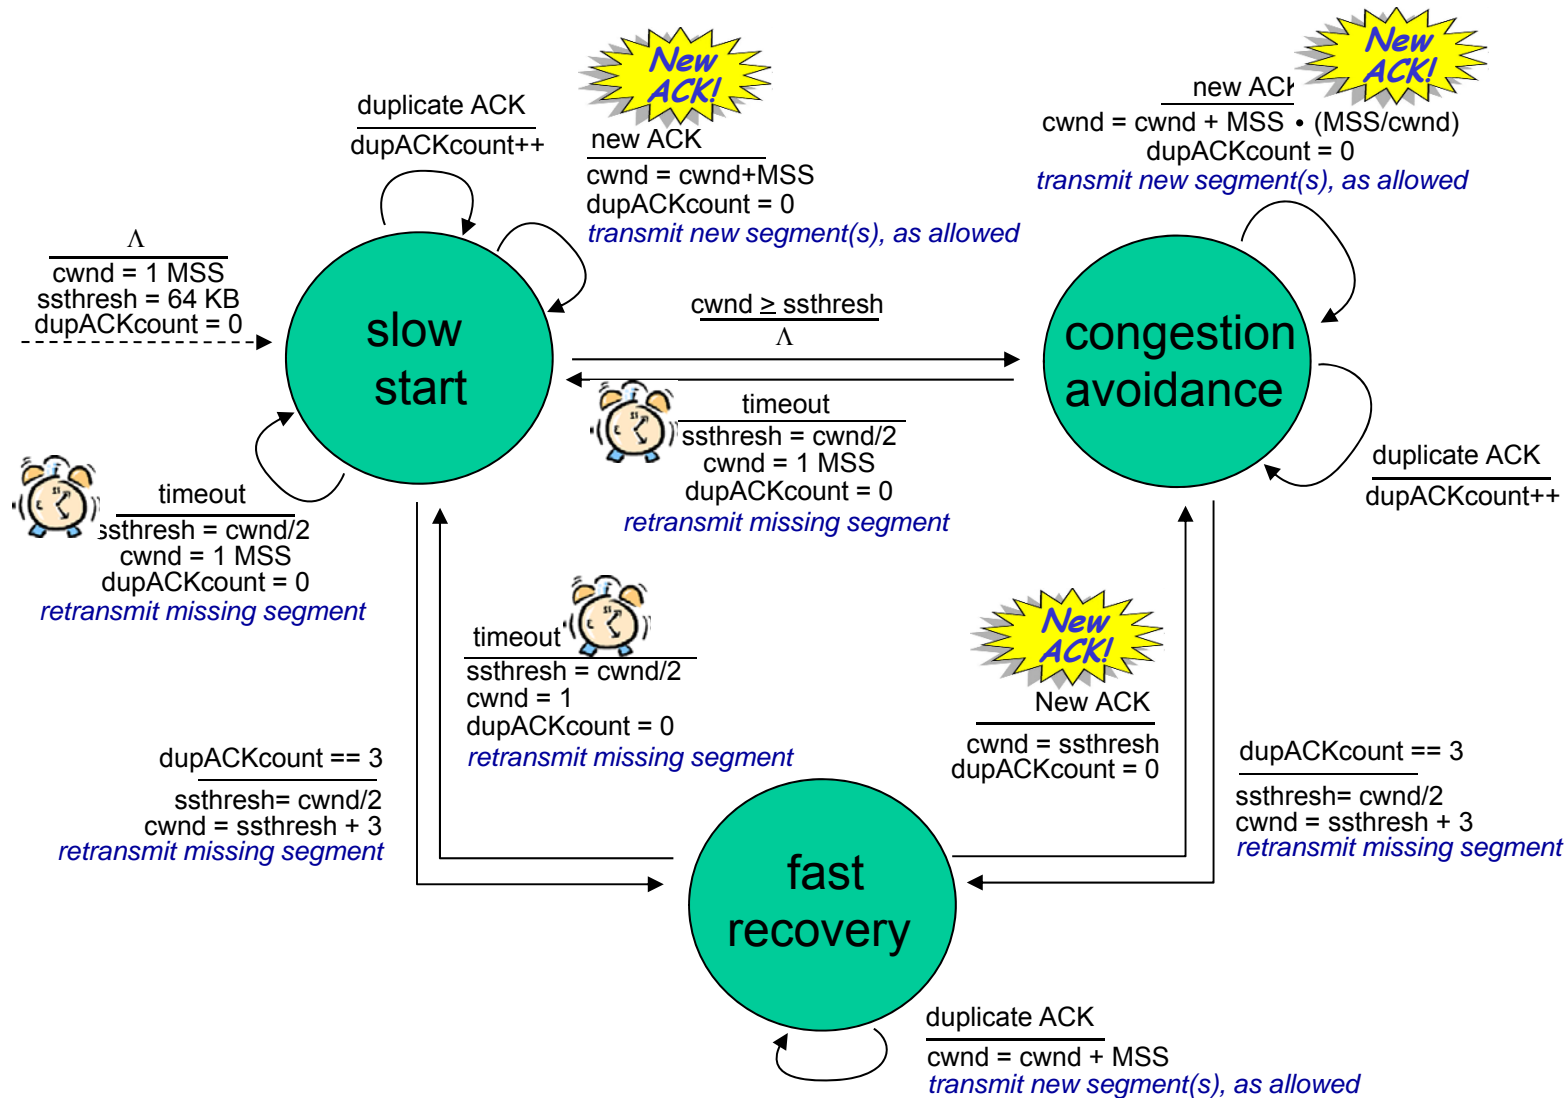 New
ACK!
duplicate ACK
dupACKcount++
new ACK
cwnd = cwnd+MSS
dupACKcount = 0
transmit new segment(s), as allowed
New
ACK!
new ACK
cwnd = cwnd + MSS • (MSS/cwnd)
dupACKcount = 0
transmit new segment(s), as allowed
Λ
cwnd = 1 MSS
ssthresh = 64 KB
dupACKcount = 0
slow
start
cwnd ≥ ssthresh
Λ
congestion
avoidance
timeout
ssthresh = cwnd/2
cwnd = 1 MSS
dupACKcount = 0
retransmit missing segment
duplicate ACK
dupACKcount++
timeout
ssthresh = cwnd/2
cwnd = 1 MSS
dupACKcount = 0
retransmit missing segment
timeout
ssthresh = cwnd/2
cwnd = 1
dupACKcount = 0
retransmit missing segment
New
ACK!
New ACK
cwnd = ssthresh
dupACKcount = 0
dupACKcount == 3
ssthresh= cwnd/2
cwnd = ssthresh + 3
retransmit missing segment
dupACKcount == 3
ssthresh= cwnd/2
cwnd = ssthresh + 3
retransmit missing segment
fast
recovery
duplicate ACK
cwnd = cwnd + MSS
transmit new segment(s), as allowed